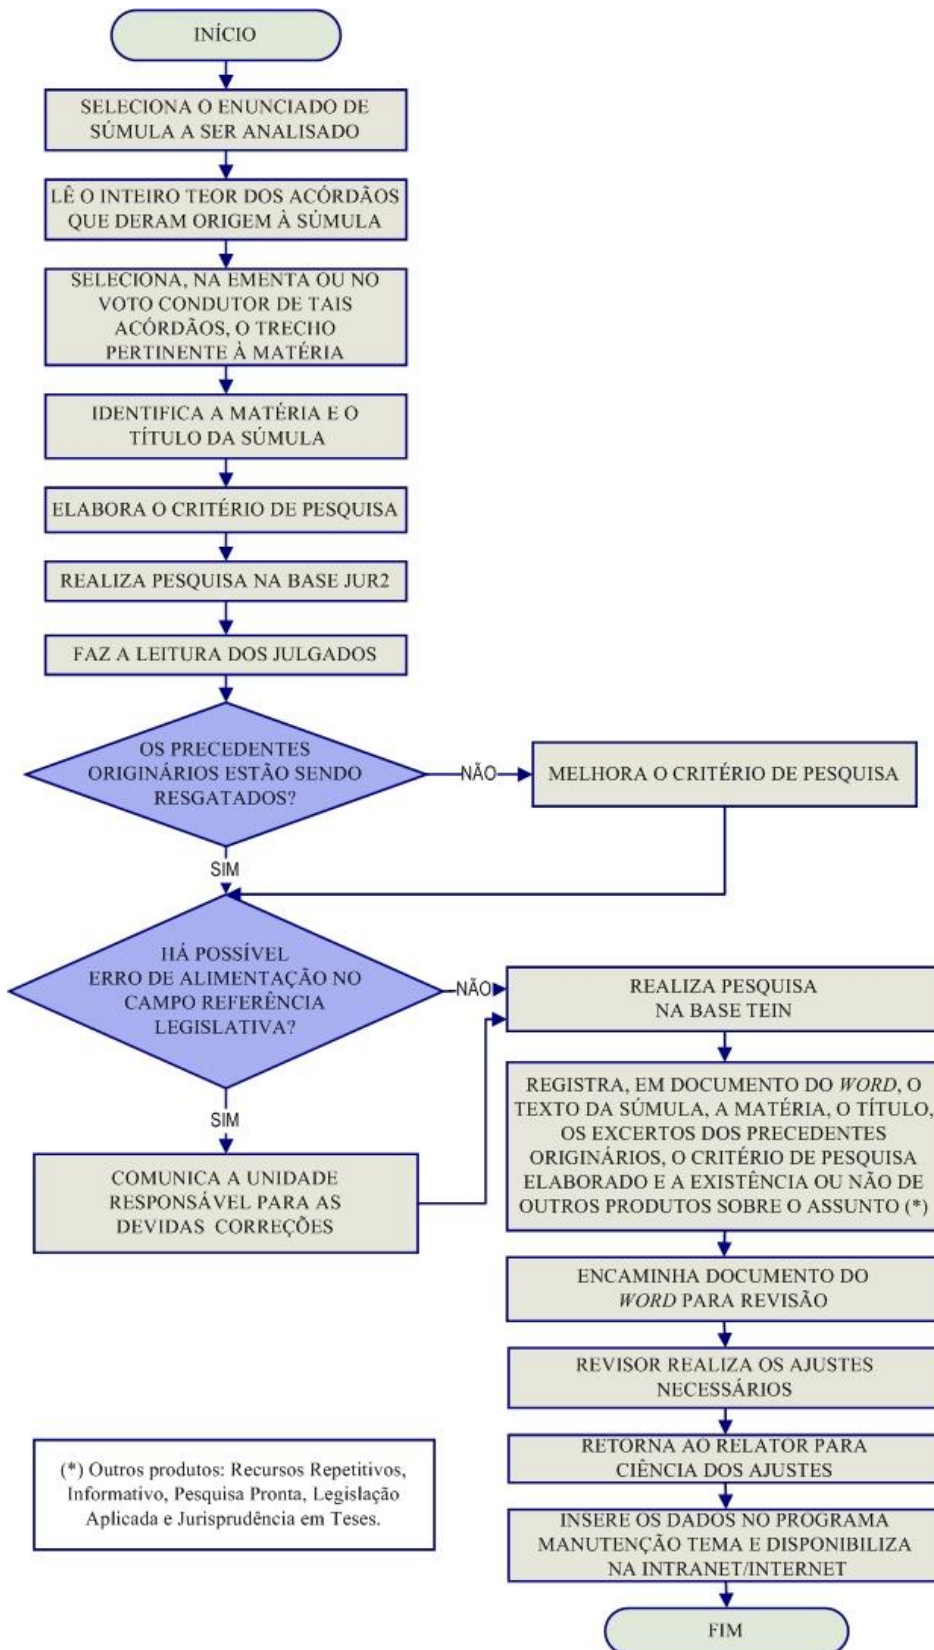 INÍCIO
SELECIONA O ENUNCIADO DE
SÚMULA A SER ANALISADO
LÊ O INTEIRO TEOR DOS ACÓRDÃOS
QUE DERAM ORIGEM À SÚMULA
SELECIONA, NA EMENTA OU NO
VOTO CONDUTOR DE TAIS
ACÓRDÃOS, O TRECHO
PERTINENTE À MATÉRIA
IDENTIFICA A MATÉRIA E O
TÍTULO DA SÚMULA
ELABORA O CRITÉRIO DE PESQUISA
REALIZA PESQUISA NA BASE JUR2
FAZ A LEITURA DOS JULGADOS
OS PRECEDENTES
ORIGINÁRIOS ESTÃO SENDO
RESGATADOS?
NÃO
MELHORA O CRITÉRIO DE PESQUISA
SIM
HÁ POSSÍVEL
ERRO DE ALIMENTAÇÃO NO
CAMPO REFERÊNCIA
LEGISLATIVA?
NÃO
REALIZA PESQUISA
NA BASE TEIN
SIM
COMUNICA A UNIDADE
RESPONSÁVEL PARA AS
DEVIDAS CORREÇÕES
REGISTRA, EM DOCUMENTO DO WORD, O
TEXTO DA SÚMULA, A MATÉRIA, O TÍTULO,
OS EXCERTOS DOS PRECEDENTES
ORIGINÁRIOS, O CRITÉRIO DE PESQUISA
ELABORADO E A EXISTÊNCIA OU NÃO DE
OUTROS PRODUTOS SOBRE O ASSUNTO (*)
ENCAMINHA DOCUMENTO DO
WORD PARA REVISÃO
REVISOR REALIZA OS AJUSTES
NECESSÁRIOS
RETORNA AO RELATOR PARA
CIÊNCIA DOS AJUSTES
INSERE OS DADOS NO PROGRAMA
MANUTENÇÃO TEMA E DISPONIBILIZA
NA INTRANET/INTERNET
FIM
(*) Outros produtos: Recursos Repetitivos,
Informativo, Pesquisa Pronta, Legislação
Aplicada e Jurisprudência em Teses.